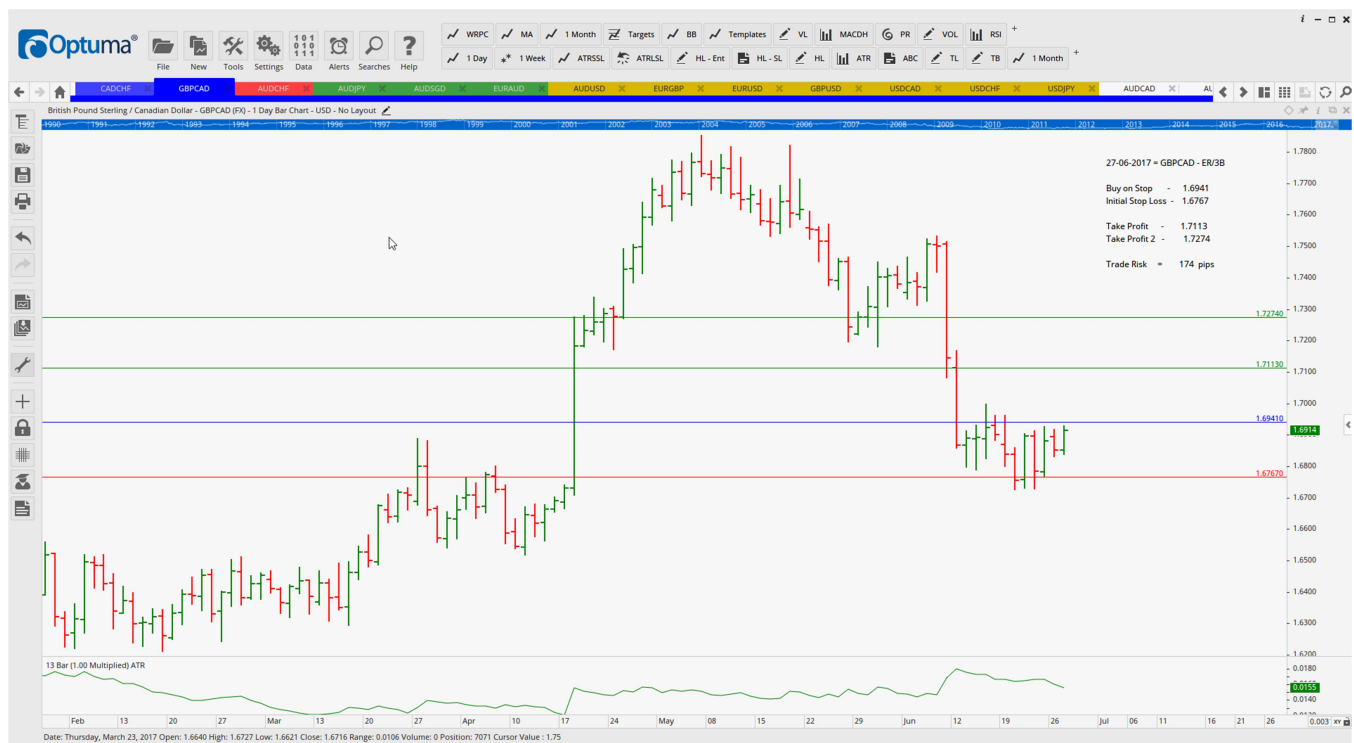 i
Optuma®
File New Tools Settings Data Alerts Searches Help
101 010 111
WRPC MA 1 Month Targets BB Templates VL MACDH PR VOL RSI +
1 Day 1 Week ATRSSL ATRLSL HL - Ent HL - SL HL ATR ABC TL TB 1 Month +
CADCHF GBPCAD AUDCHF AUDJPY AUDSGD EURAUD AUDUSD EURGBP EURUSD GBPUSD USDCAD USDCHF USDJPY AUDCAD
British Pound Sterling / Canadian Dollar - GBPCAD (FX) - 1 Day Bar Chart - USD - No Layout
1990 1991 1992 1993 1994 1995 1996 1997 1998 1999 2000 2001 2002 2003 2004 2005 2006 2007 2008 2009 2010 2011 2012 2013 2014 2015 2016 2017
27-06-2017 = GBPCAD - ER/3B
Buy on Stop - 1.6941
Initial Stop Loss - 1.6767
Take Profit - 1.7113
Take Profit 2 - 1.7274
Trade Risk = 174 pips
1.7800
1.7700
1.7600
1.7500
1.7400
1.7300
1.72740
1.7200
1.71130
1.7100
1.7000
1.69410
1.6914
1.6800
1.67670
1.6700
1.6600
1.6500
1.6400
1.6300
1.6200
13 Bar (1.00 Multiplied) ATR
0.0180
0.0155
0.0140
Feb 13 20 27 Mar 13 20 27 Apr 10 17 24 May 08 15 22 29 Jun 12 19 26 Jul 06 11 16 21 26 0.003 XY
Date: Thursday, March 23, 2017 Open: 1.6640 High: 1.6727 Low: 1.6621 Close: 1.6716 Range: 0.0106 Volume: 0 Position: 7071 Cursor Value : 1.75